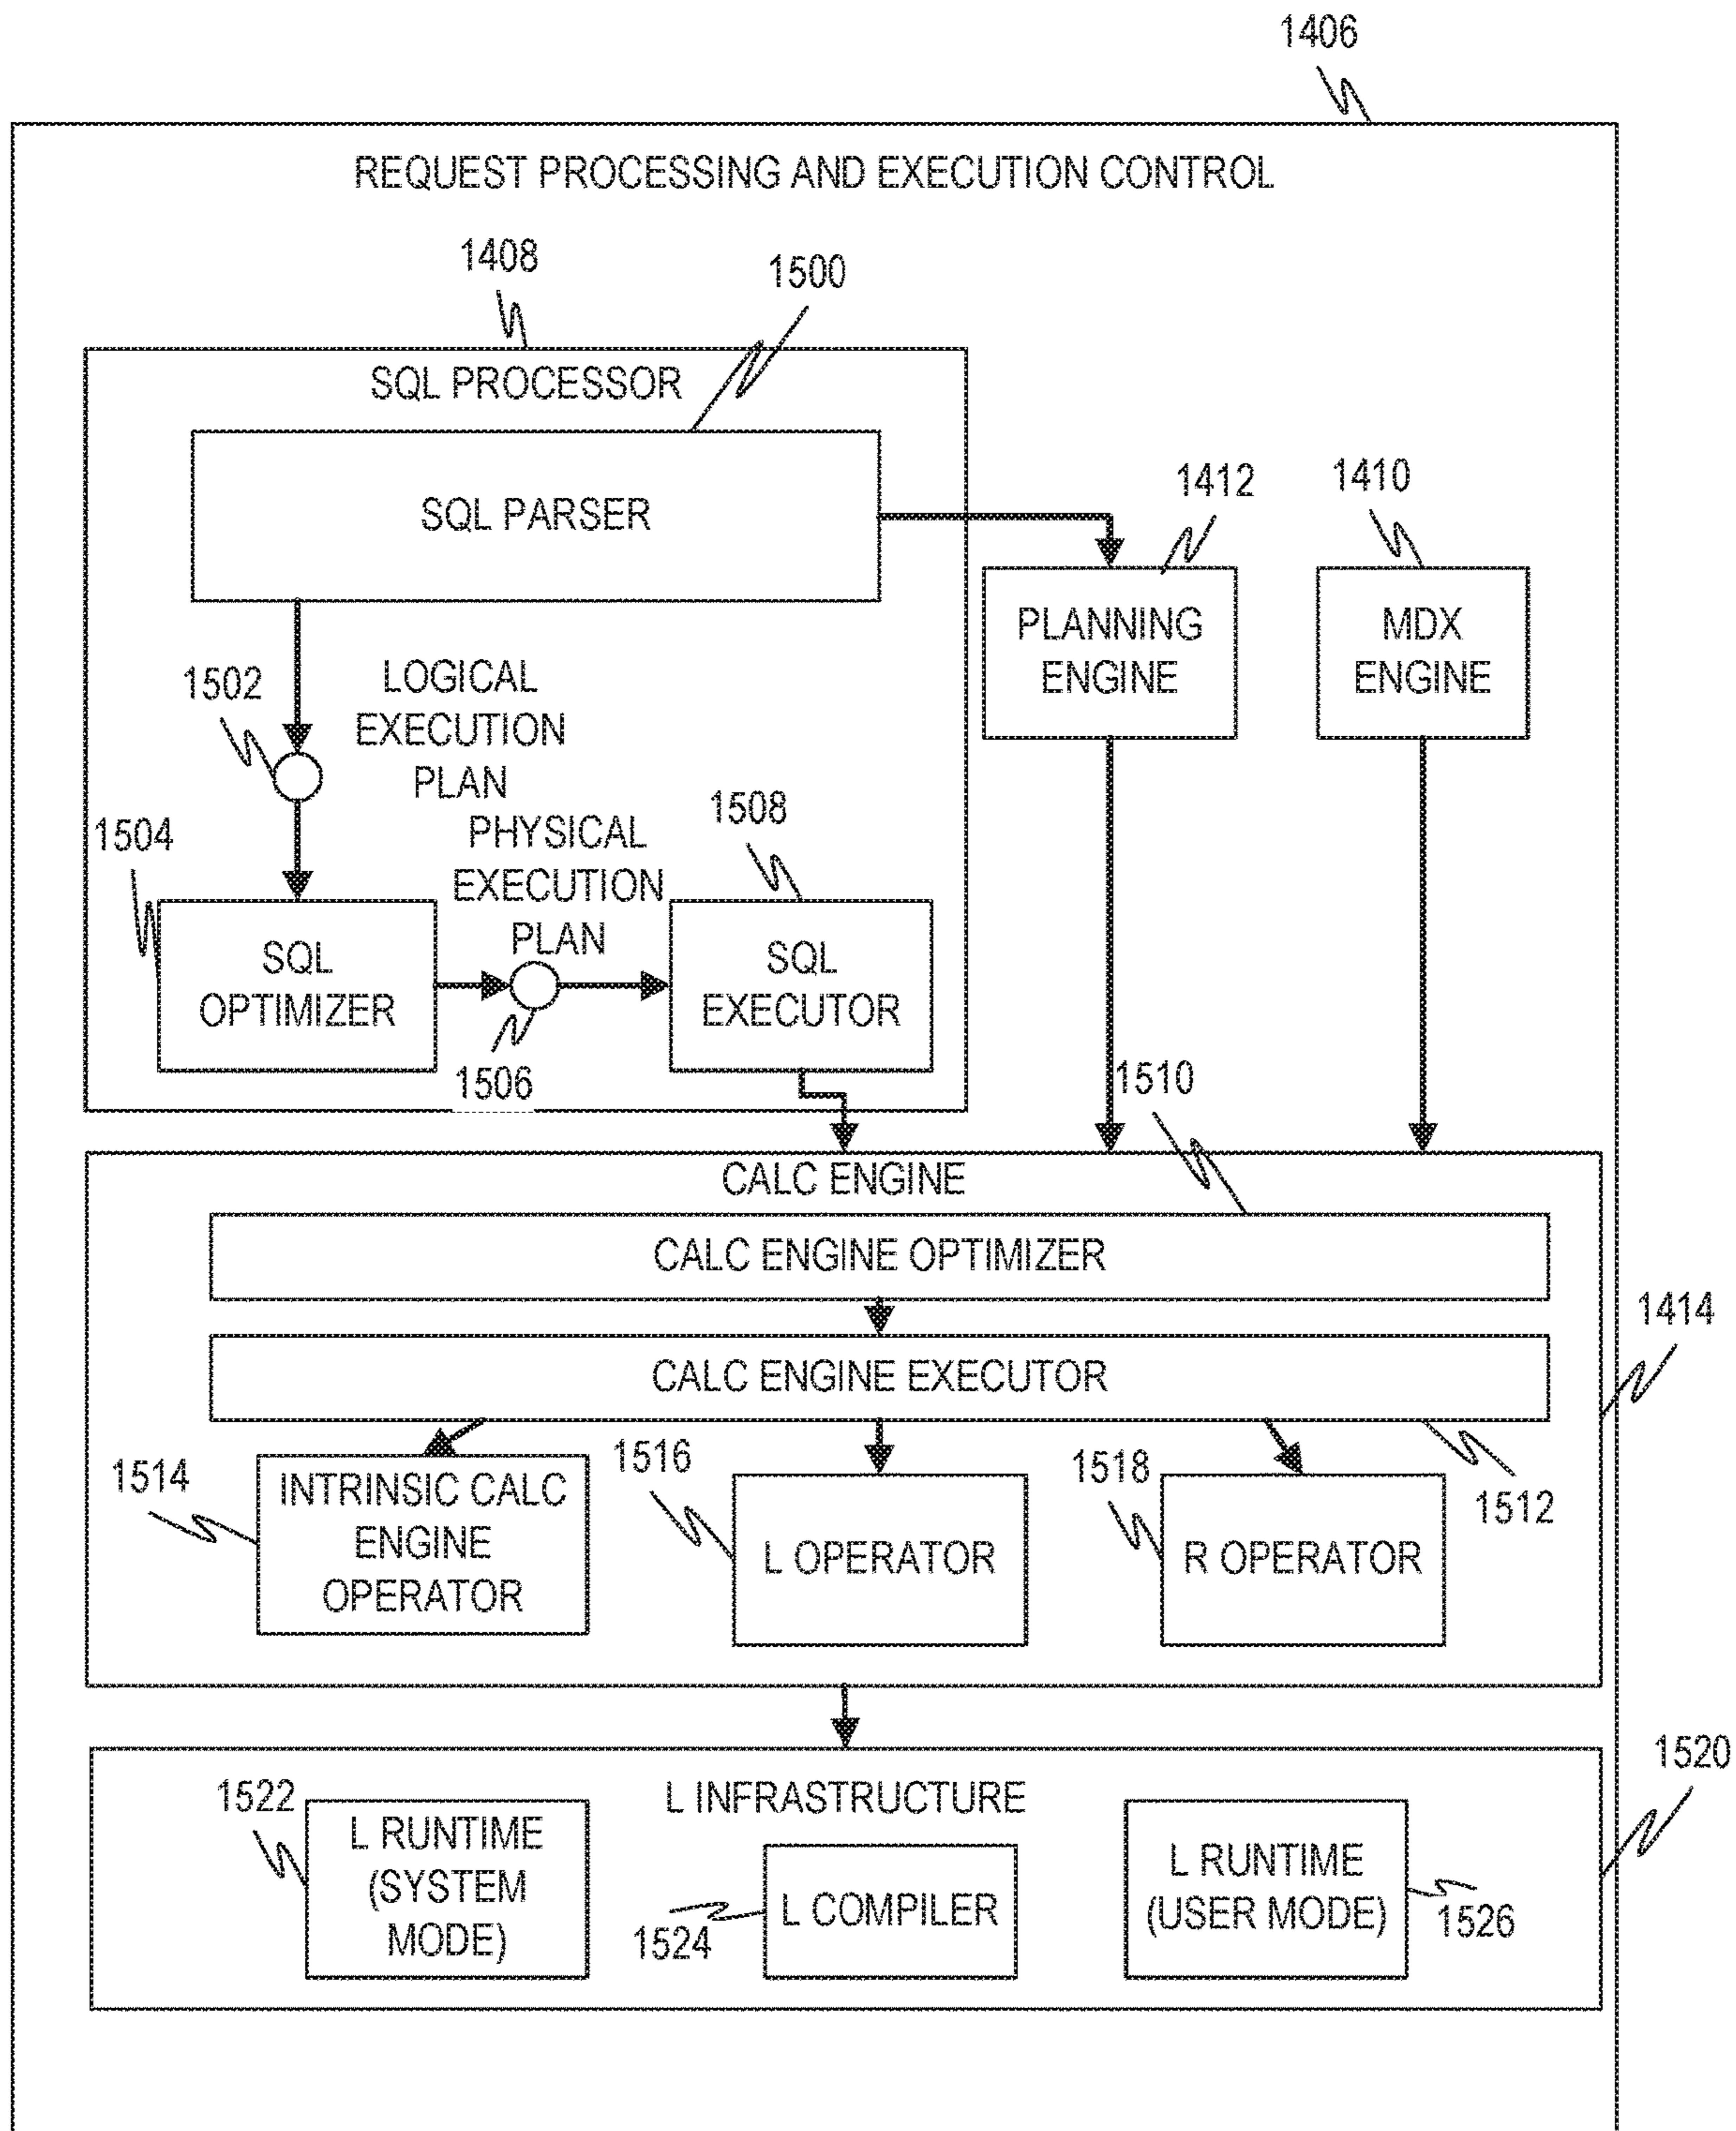 1406
REQUEST PROCESSING AND EXECUTION CONTROL
1408
1500
SQL PROCESSOR
SQL PARSER
1412
1410
PLANNING
ENGINE
MDX
ENGINE
1502
LOGICAL
EXECUTION
PLAN
1504
PHYSICAL
EXECUTION
PLAN
1508
SQL
OPTIMIZER
SQL
EXECUTOR
1506
1510
CALC ENGINE
CALC ENGINE OPTIMIZER
1414
CALC ENGINE EXECUTOR
1514
INTRINSIC CALC
ENGINE
OPERATOR
1516
L OPERATOR
1518
R OPERATOR
1512
1520
L INFRASTRUCTURE
1522
L RUNTIME
(SYSTEM
MODE)
1524
L COMPILER
L RUNTIME
(USER MODE)
1526